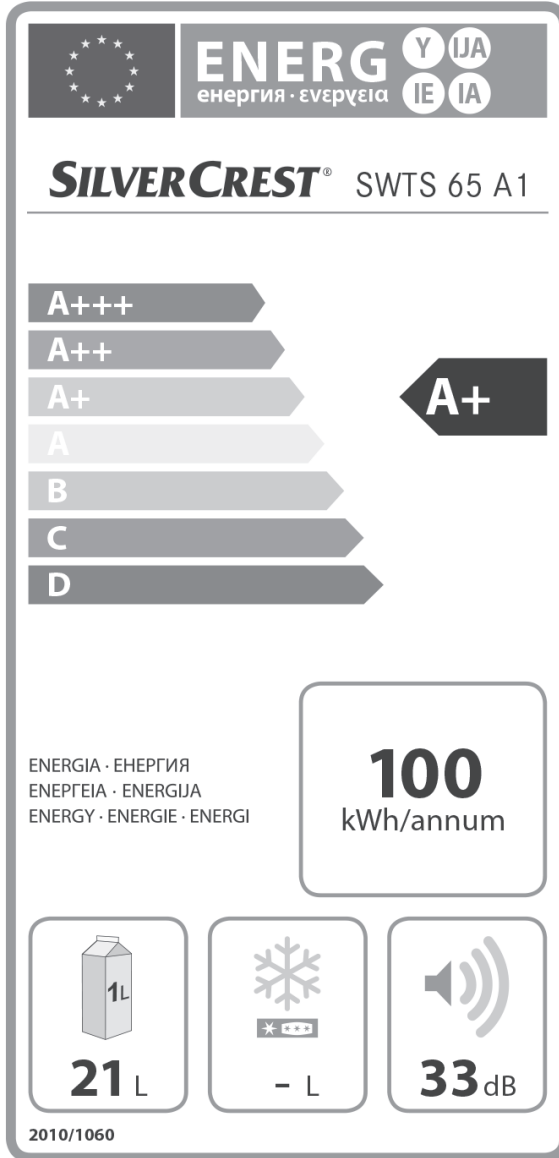 ENERG Y IJA
енергия · ενεργεια IE IA
SILVERCREST® SWTS 65 A1
A+++
A++
A+
A+
A
B
C
D
ENERGIA · ЕНЕРГИЯ
ΕΝΕΡΓΕΙΑ · ENERGIJA
ENERGY · ENERGIE · ENERGI
100
kWh/annum
1L
21 L
- L
33 dB
2010/1060